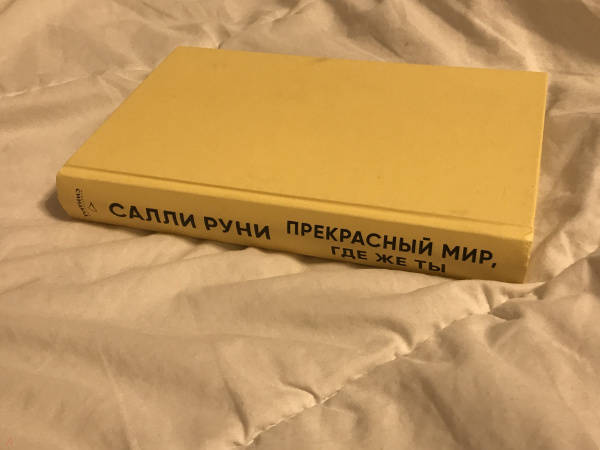 САЛЛИ РУНИ
ПРЕКРАСНЫЙ МИР,
ГДЕ ЖЕ ТЫ